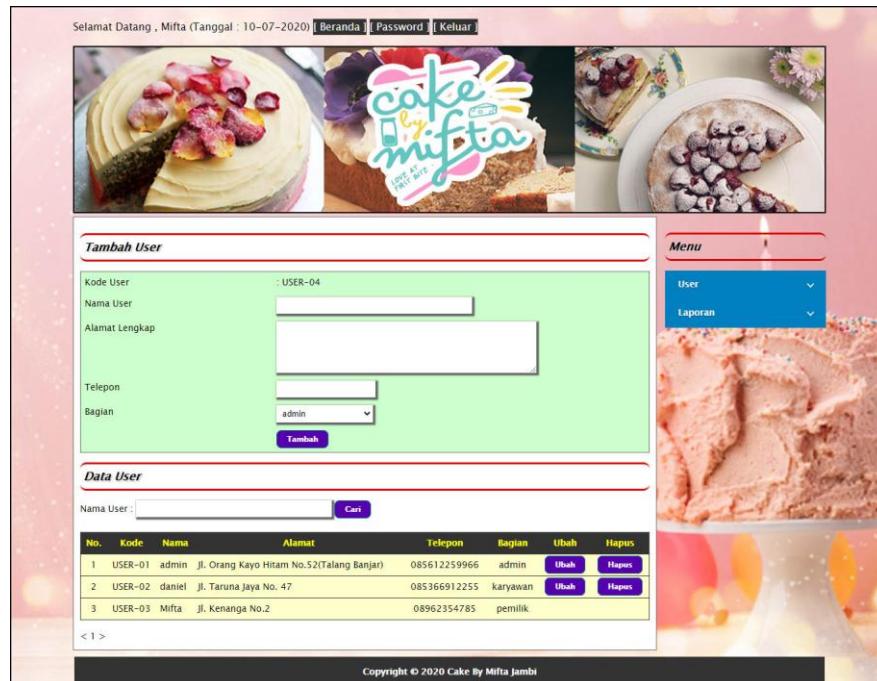 Selamat Datang , Mifta (Tanggal : 10-07-2020) [ Beranda ] [ Password ] [ Keluar ]
cake
by
mifta
LOVE AT
FIRST BITE
Tambah User
Kode User : USER-04
Nama User
Alamat Lengkap
Telepon
Bagian admin
Tambah
Data User
Nama User : Cari
No. Kode Nama Alamat Telepon Bagian Ubah Hapus
1 USER-01 admin Jl. Orang Kayo Hitam No.52(Talang Banjar) 085612259966 admin Ubah Hapus
2 USER-02 daniel Jl. Taruna Jaya No. 47 085366912255 karyawan Ubah Hapus
3 USER-03 Mifta Jl. Kenanga No.2 08962354785 pemilik
< 1 >
Menu
User
Laporan
Copyright © 2020 Cake By Mifta Jambi